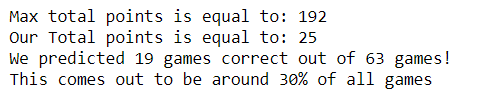 Max total points is equal to: 192
Our Total points is equal to: 25
We predicted 19 games correct out of 63 games!
This comes out to be around 30% of all games